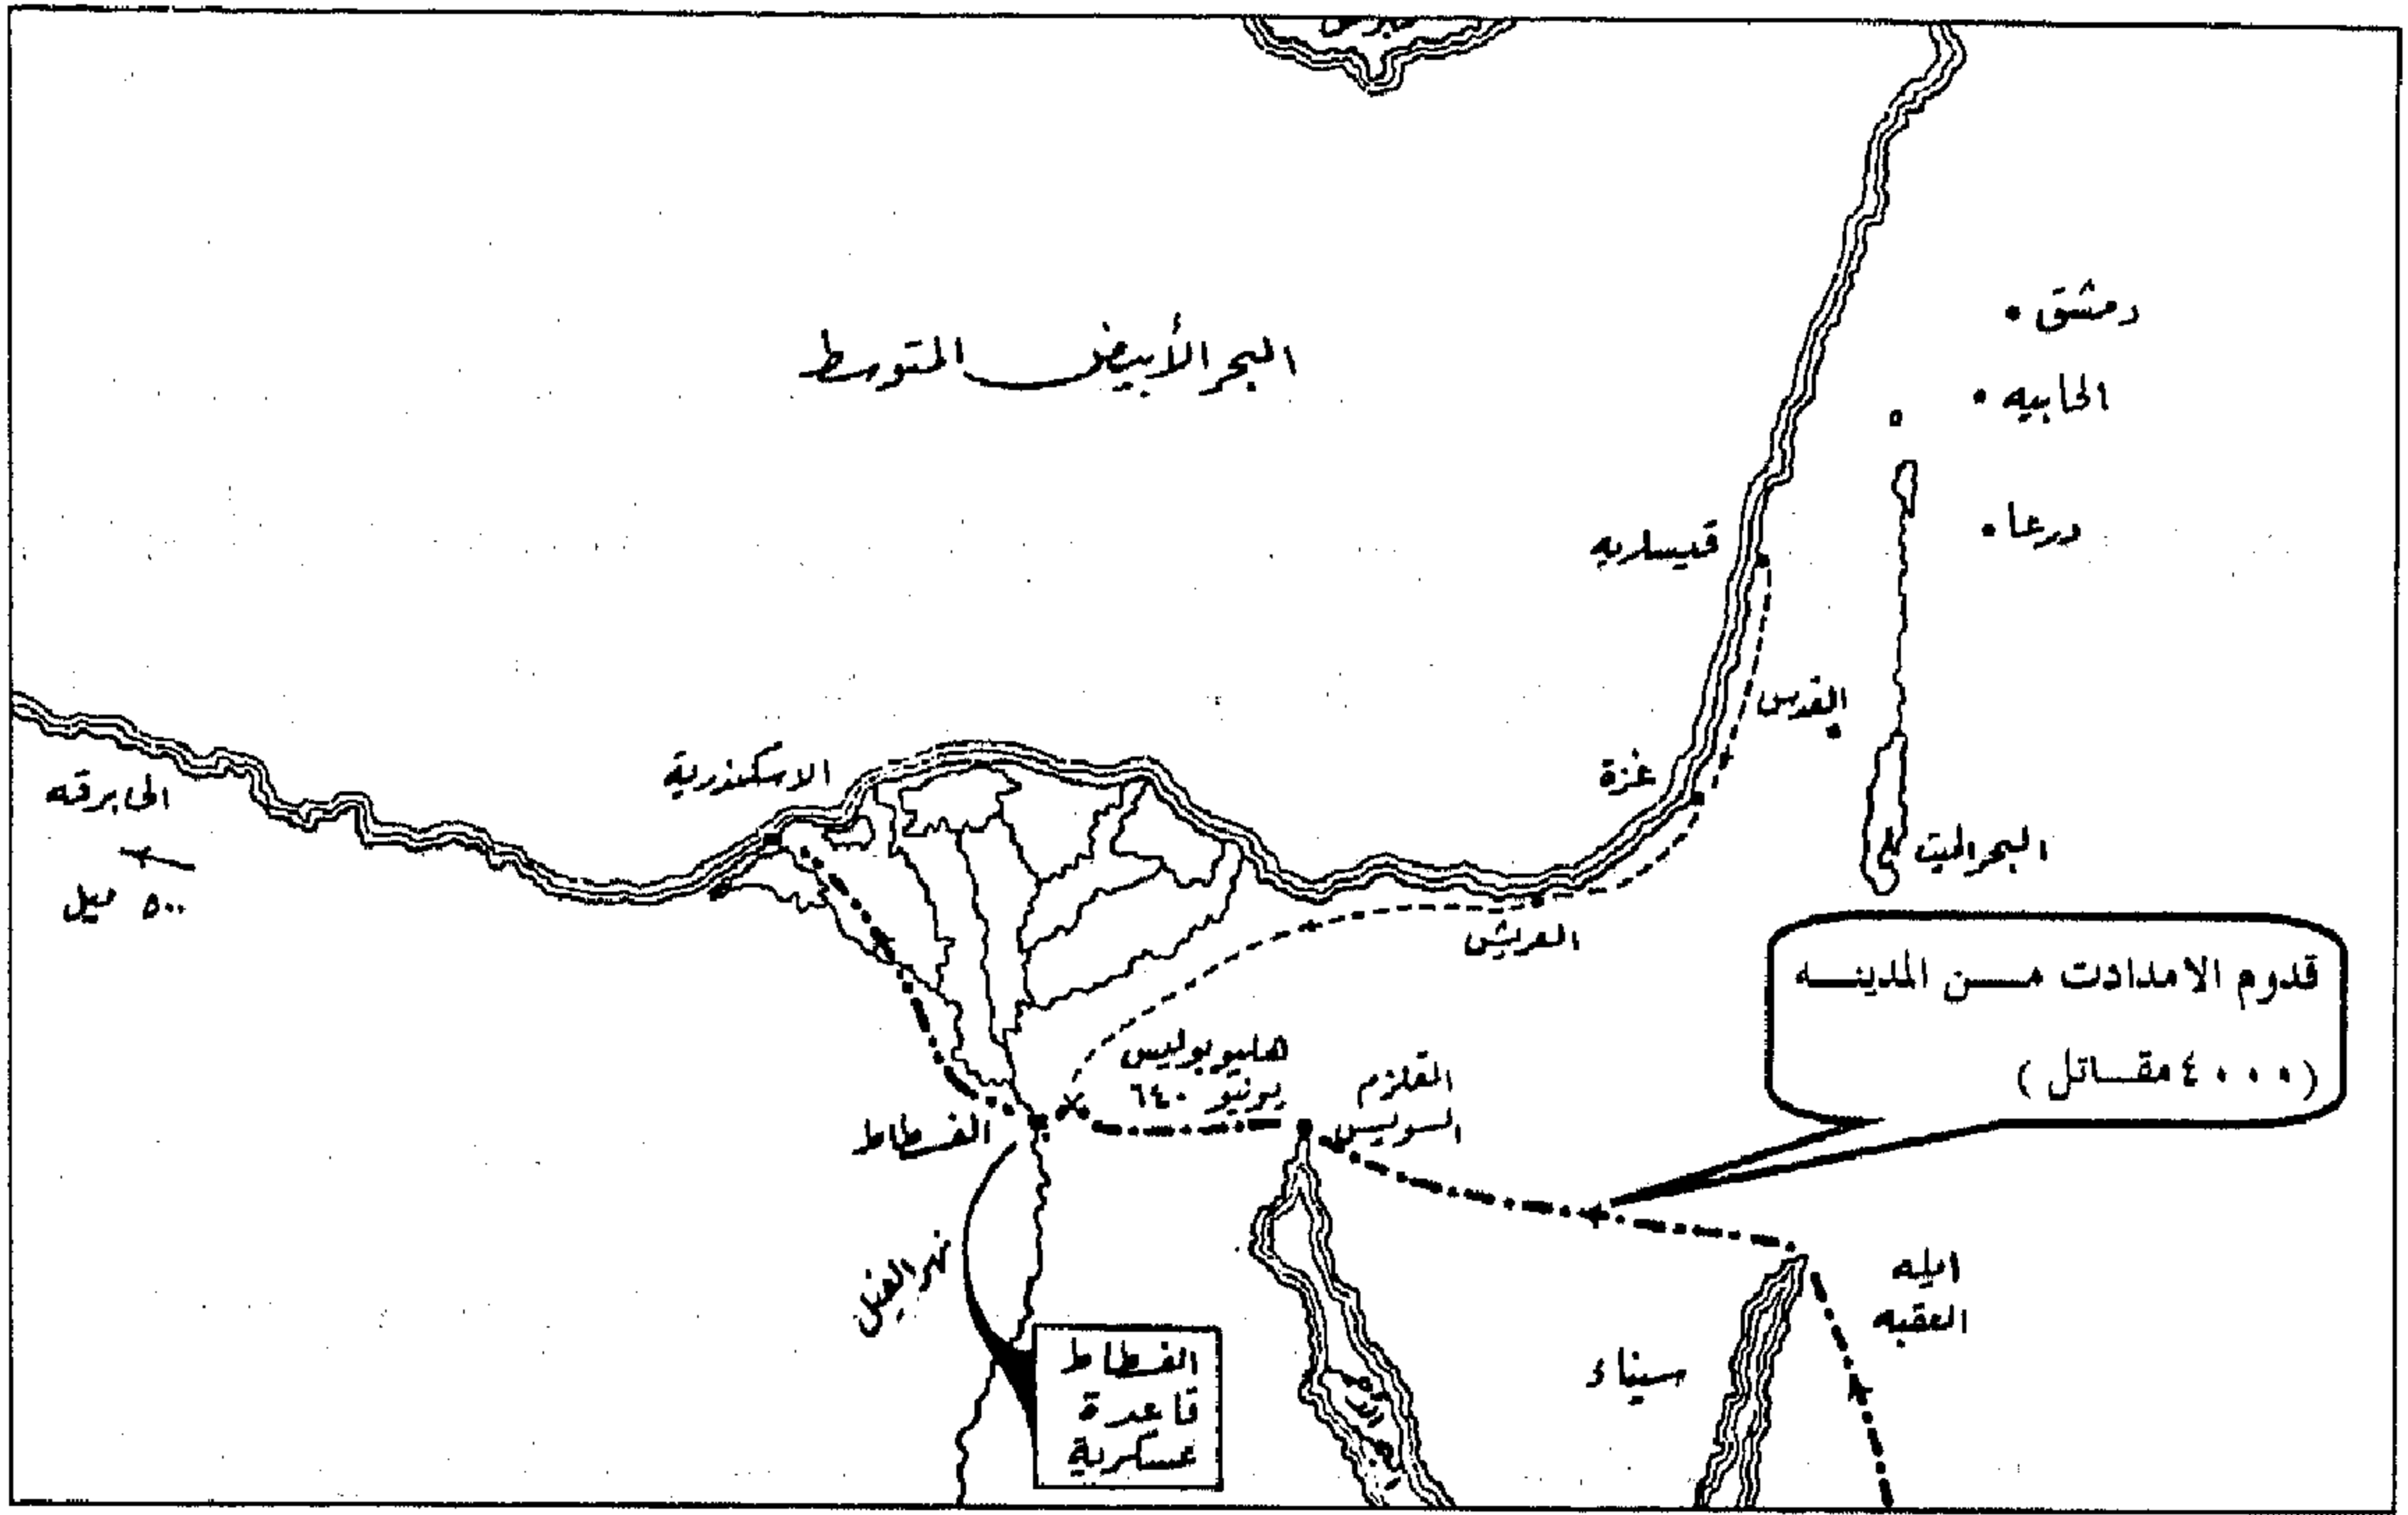 البحر الأبيض المتوسط
دمشق
الجابيه
درعا
قيساريه
القدس
غزة
البحر الميت
الاسكندرية
الى برقه
٥٠٠ ميل
العريش
قدوم الامدادت من المدينه
(٤٠٠٠ مقاتل)
هليوبوليس
يونيو ٦٤٠
القلزم
السويس
الفسطاط
نهر النيل
ايله
العقبه
سيناء
الفسطاط
قاعدة
عسكرية